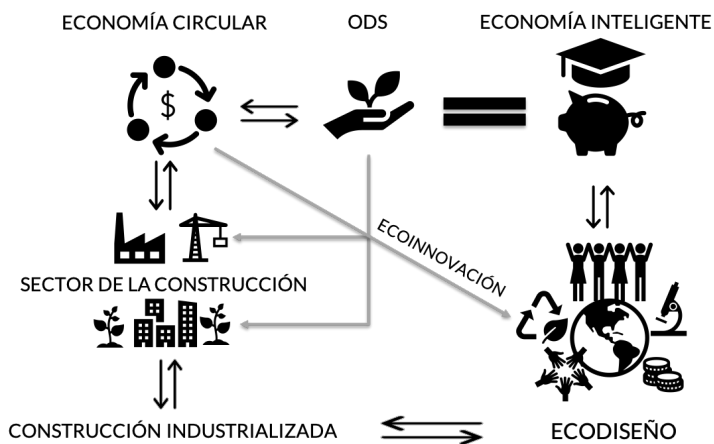 ECONOMÍA CIRCULAR
ODS
ECONOMÍA INTELIGENTE
$
ECOINNOVACIÓN
SECTOR DE LA CONSTRUCCIÓN
CONSTRUCCIÓN INDUSTRIALIZADA
ECODISEÑO